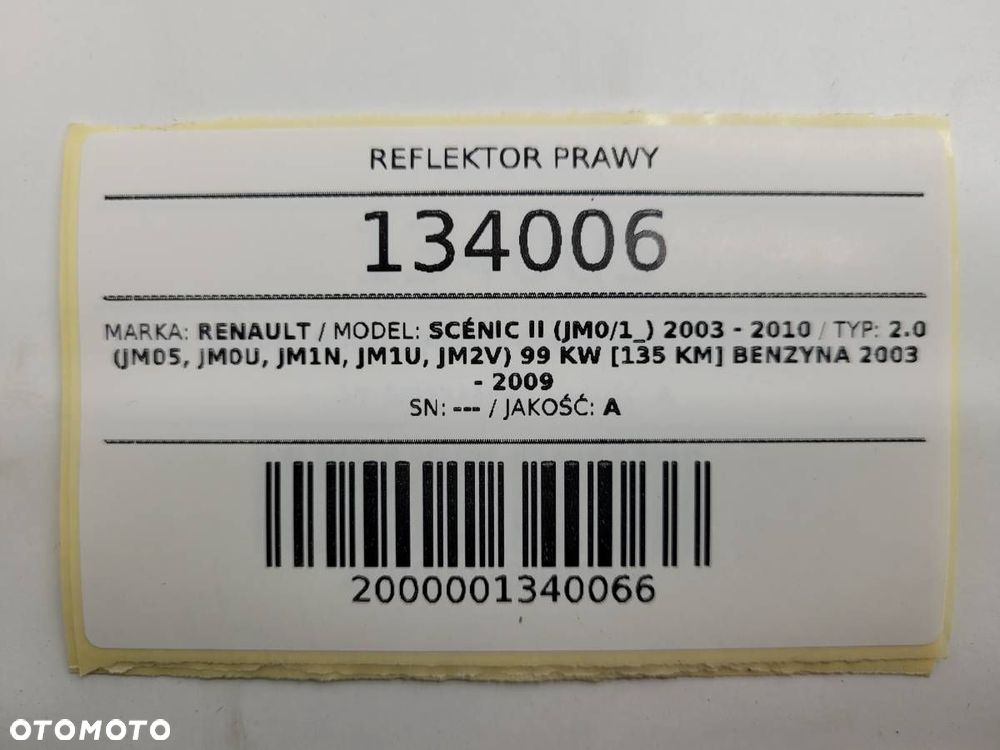 REFLEKTOR PRAWY
134006
MARKA: RENAULT / MODEL: SCÉNIC II (JM0/1_) 2003 - 2010 / TYP: 2.0
(JM05, JM0U, JM1N, JM1U, JM2V) 99 KW [135 KM] BENZYNA 2003
- 2009
SN: --- / JAKOŚĆ: A
2000001340066
OTOMOTO